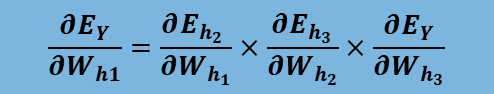 ∂E_Y/∂W_h1 = ∂E_h₂/∂W_h₁ × ∂E_h₃/∂W_h₂ × ∂E_Y/∂W_h₃